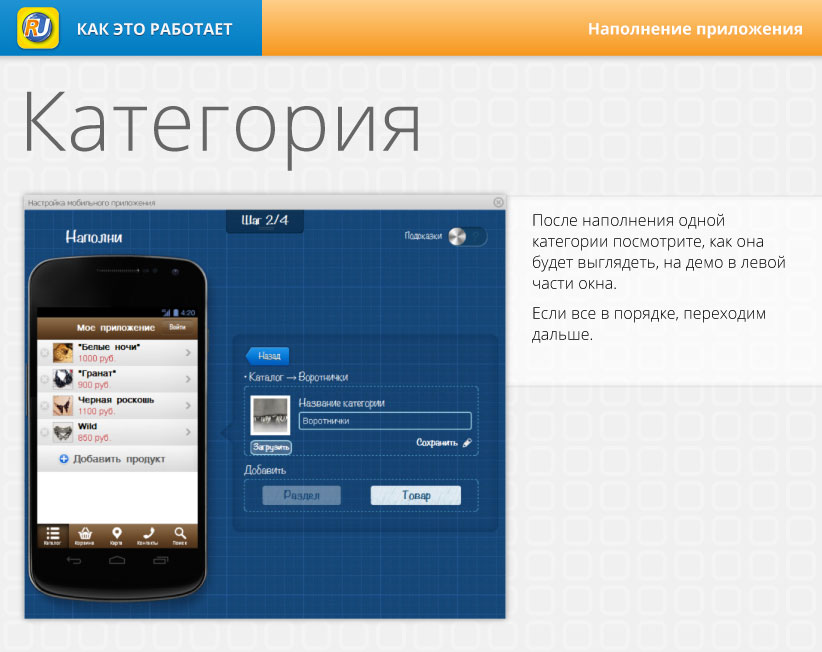 RU
КАК ЭТО РАБОТАЕТ
Наполнение приложения
Категория
Настройка мобильного приложения
Шаг 2/4
Наполни
Подсказки
4:20
Мое приложение
Войти
"Белые ночи"
1000 руб.
"Гранат"
900 руб.
Черная роскошь
1100 руб.
Wild
850 руб.
Добавить продукт
Каталог
Корзина
Карта
Контакты
Поиск
Назад
• Каталог → Воротнички
Название категории
Воротнички
Загрузить
Сохранить
Добавить
Раздел
Товар
После наполнения одной
категории посмотрите, как она
будет выглядеть, на демо в левой
части окна.
Если все в порядке, переходим
дальше.